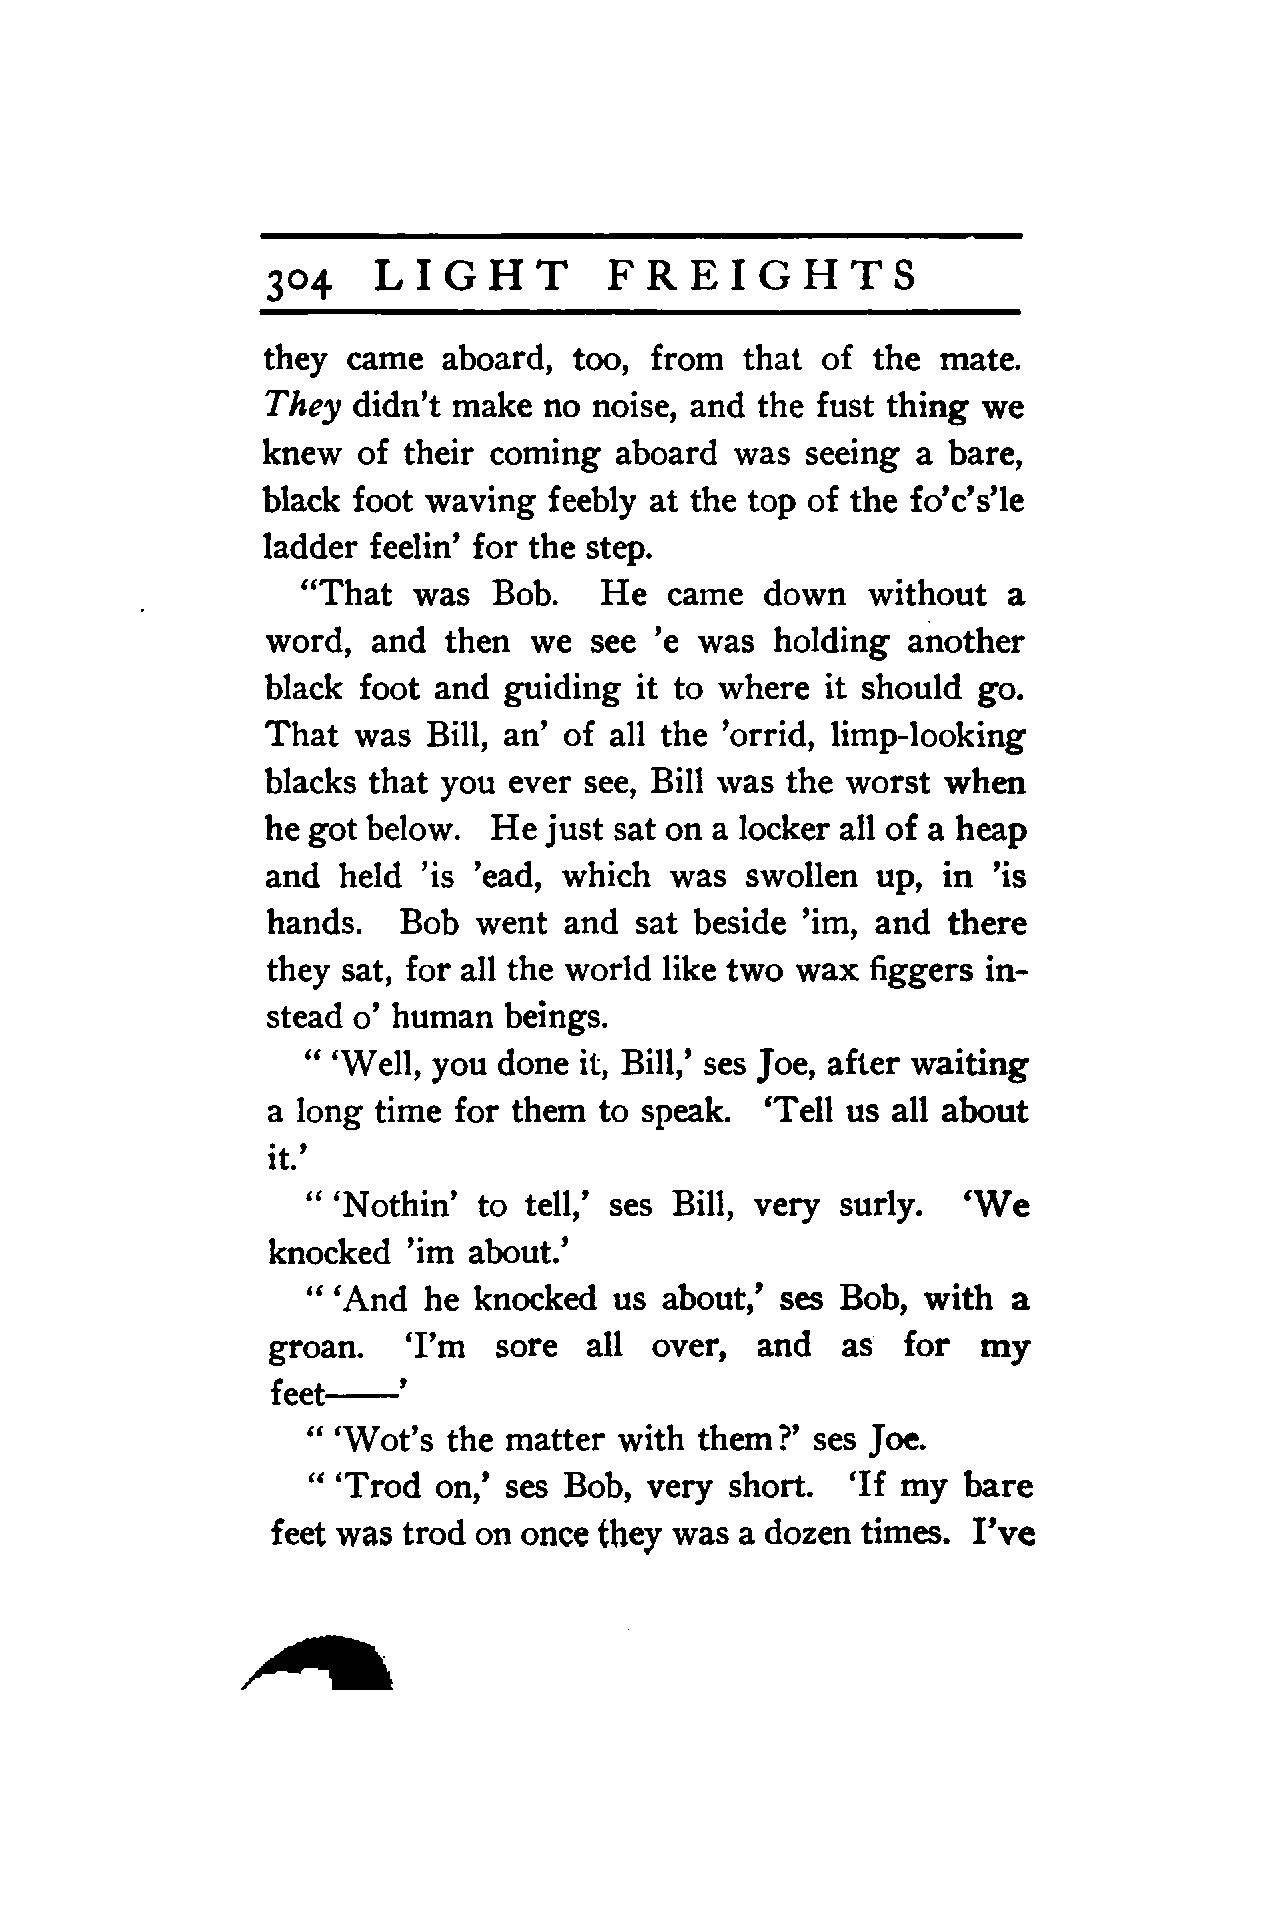 304 LIGHT FREIGHTS
they came aboard, too, from that of the mate.
They didn't make no noise, and the fust thing we
knew of their coming aboard was seeing a bare,
black foot waving feebly at the top of the fo'c's'le
ladder feelin' for the step.
"That was Bob. He came down without a
word, and then we see 'e was holding another
black foot and guiding it to where it should go.
That was Bill, an' of all the 'orrid, limp-looking
blacks that you ever see, Bill was the worst when
he got below. He just sat on a locker all of a heap
and held 'is 'ead, which was swollen up, in 'is
hands. Bob went and sat beside 'im, and there
they sat, for all the world like two wax figgers in-
stead o' human beings.
" 'Well, you done it, Bill,' ses Joe, after waiting
a long time for them to speak. 'Tell us all about
it.'
" 'Nothin' to tell,' ses Bill, very surly. 'We
knocked 'im about.'
" 'And he knocked us about,' ses Bob, with a
groan. 'I'm sore all over, and as for my
feet——'
" 'Wot's the matter with them?' ses Joe.
" 'Trod on,' ses Bob, very short. 'If my bare
feet was trod on once they was a dozen times. I've